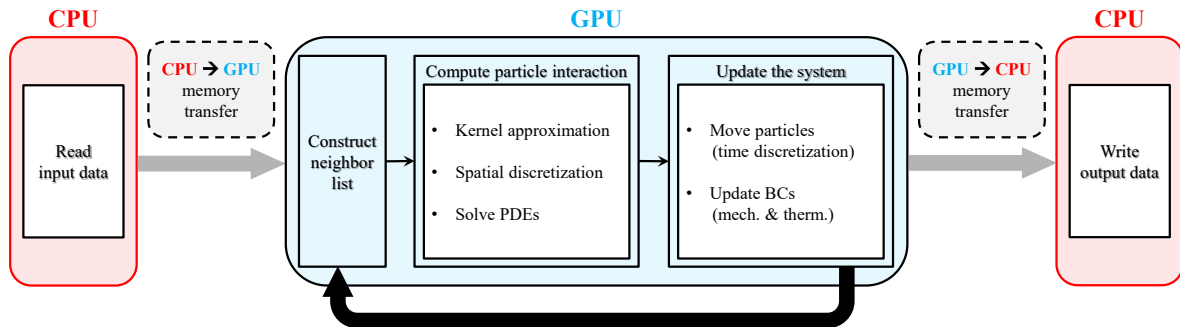 CPU
GPU
CPU
CPU → GPU
memory
transfer
GPU → CPU
memory
transfer
Read
input data
Construct
neighbor
list
Compute particle interaction
• Kernel approximation
• Spatial discretization
• Solve PDEs
Update the system
• Move particles
(time discretization)
• Update BCs
(mech. & therm.)
Write
output data